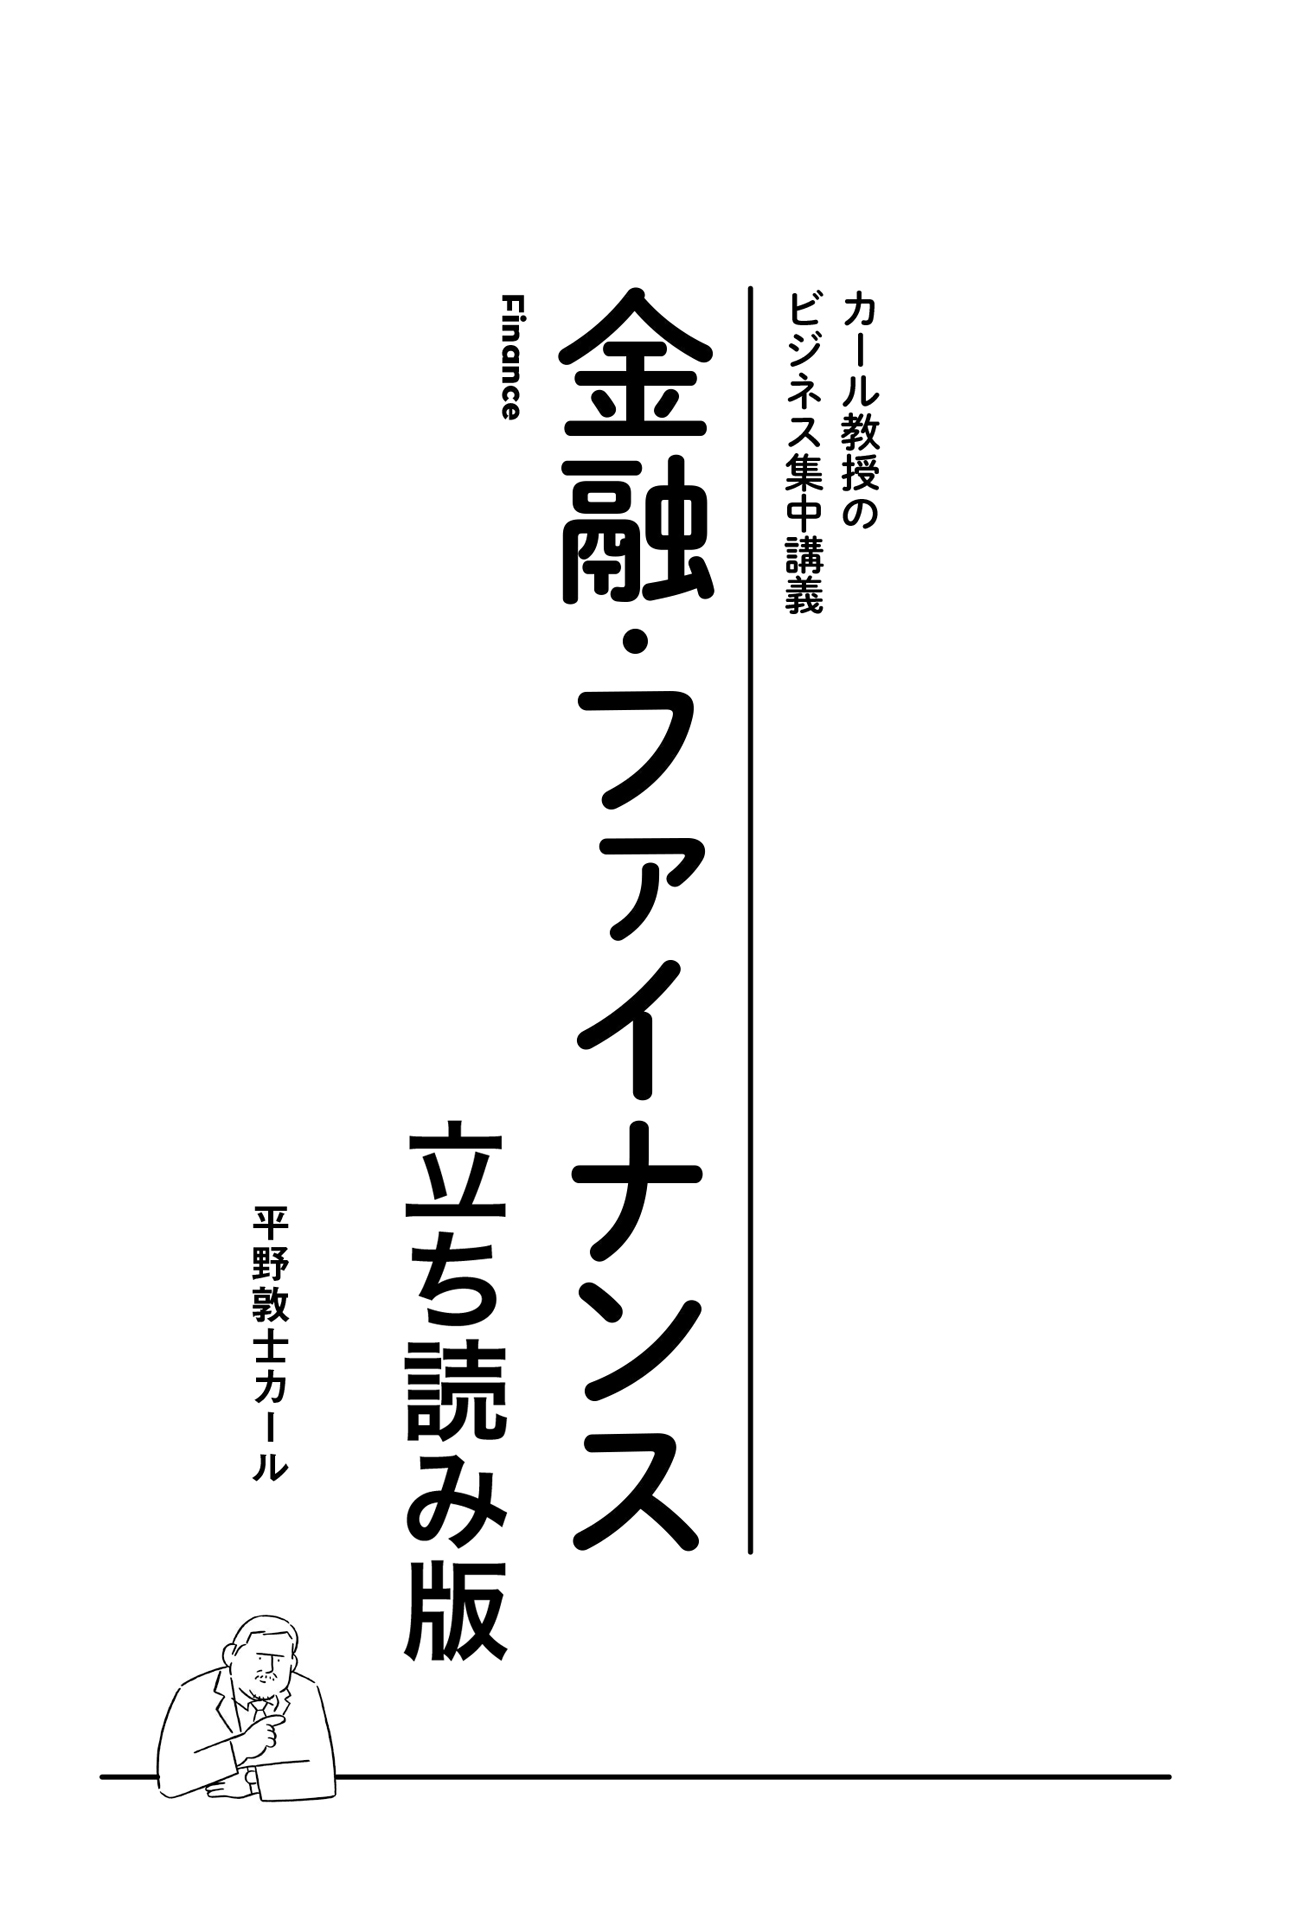 カール教授の
ビジネス集中講義
金融・ファイナンス
Finance
立ち読み版
平野敦士カール